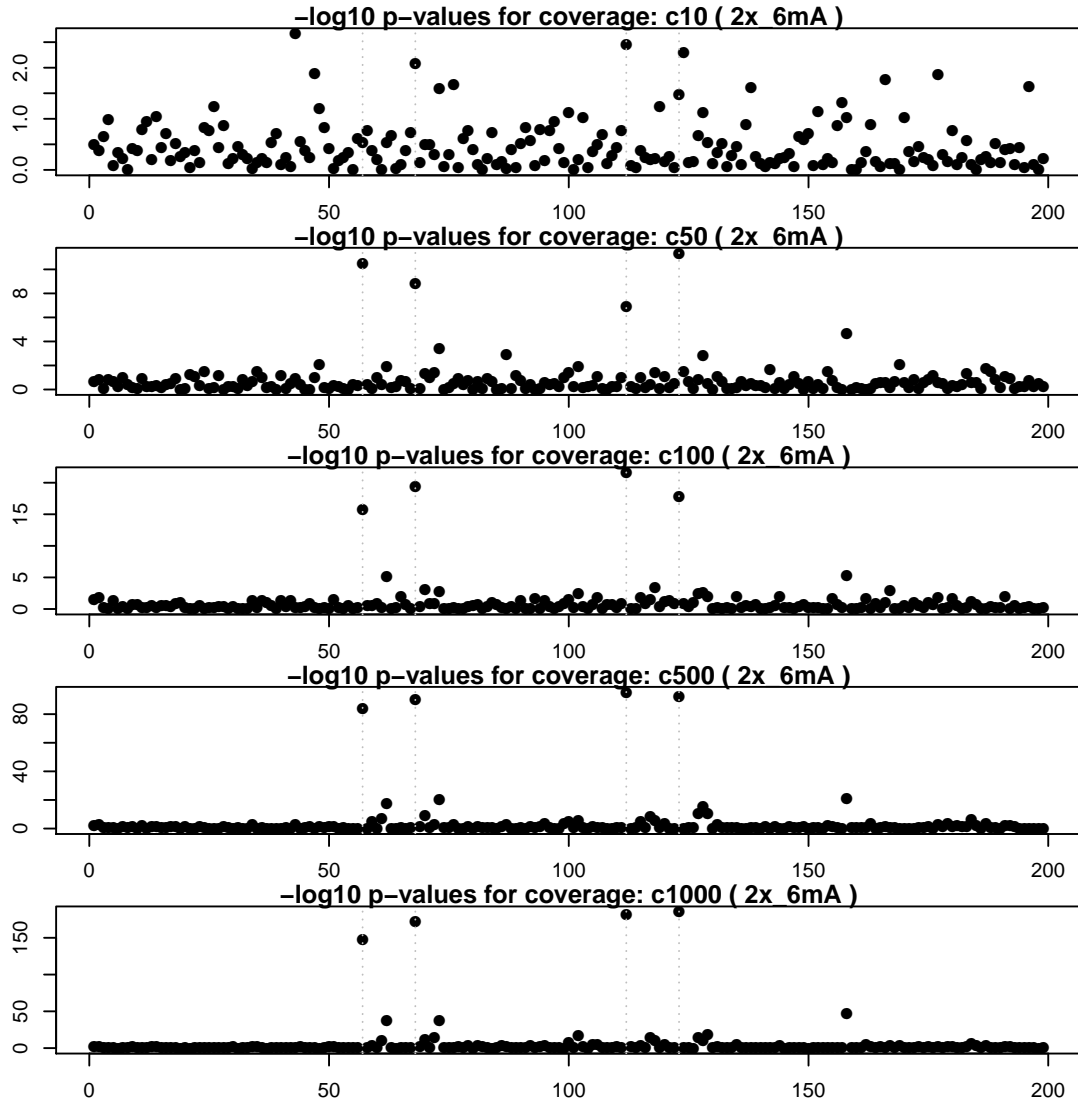 −log10 p−values for coverage: c10 ( 2x_6mA )
0.0 1.0 2.0
0 50 100 150 200
−log10 p−values for coverage: c50 ( 2x_6mA )
0 4 8
0 50 100 150 200
−log10 p−values for coverage: c100 ( 2x_6mA )
0 5 15
0 50 100 150 200
−log10 p−values for coverage: c500 ( 2x_6mA )
0 40 80
0 50 100 150 200
−log10 p−values for coverage: c1000 ( 2x_6mA )
0 50 150
0 50 100 150 200